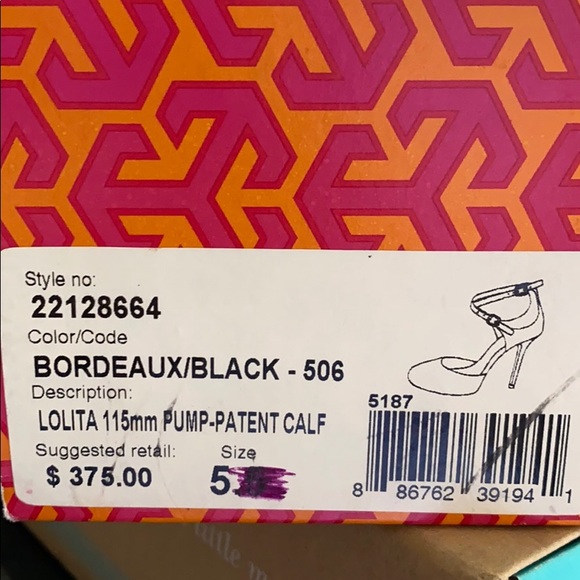 Style no:
22128664
Color/Code
BORDEAUX/BLACK - 506
Description:
LOLITA 115mm PUMP-PATENT CALF
Suggested retail: Size
$ 375.00 5
5187
8 86762 39194 1